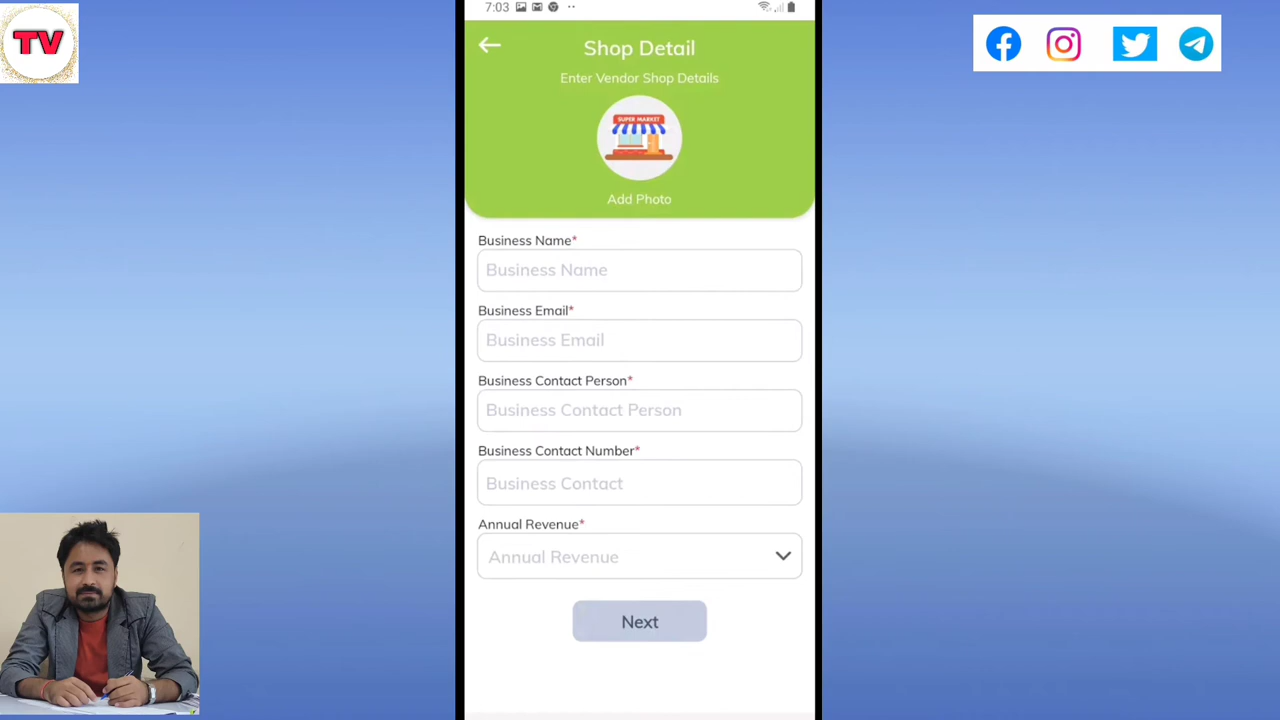 TV
7:03
Shop Detail
Enter Vendor Shop Details
SUPER MARKET
Add Photo
Business Name*
Business Name
Business Email*
Business Email
Business Contact Person*
Business Contact Person
Business Contact Number*
Business Contact
Annual Revenue*
Annual Revenue
Next